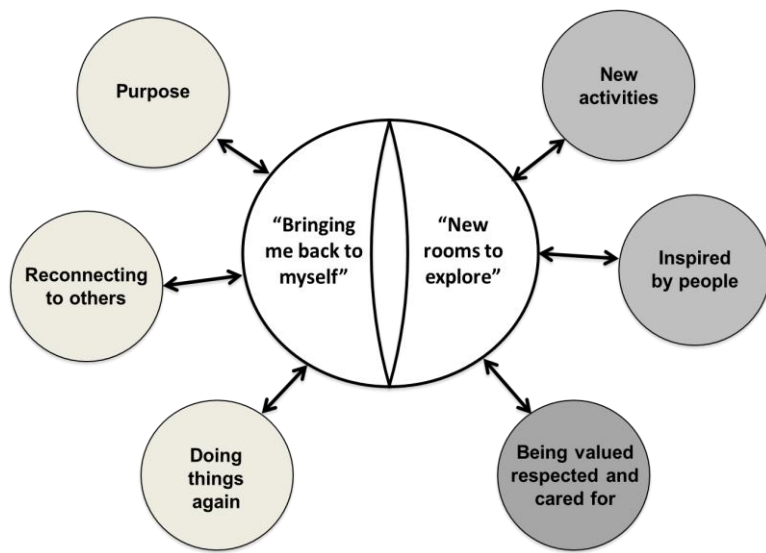 Purpose
New
activities
“Bringing
me back to
myself”
“New
rooms to
explore”
Reconnecting
to others
Inspired
by people
Doing
things
again
Being valued
respected and
cared for